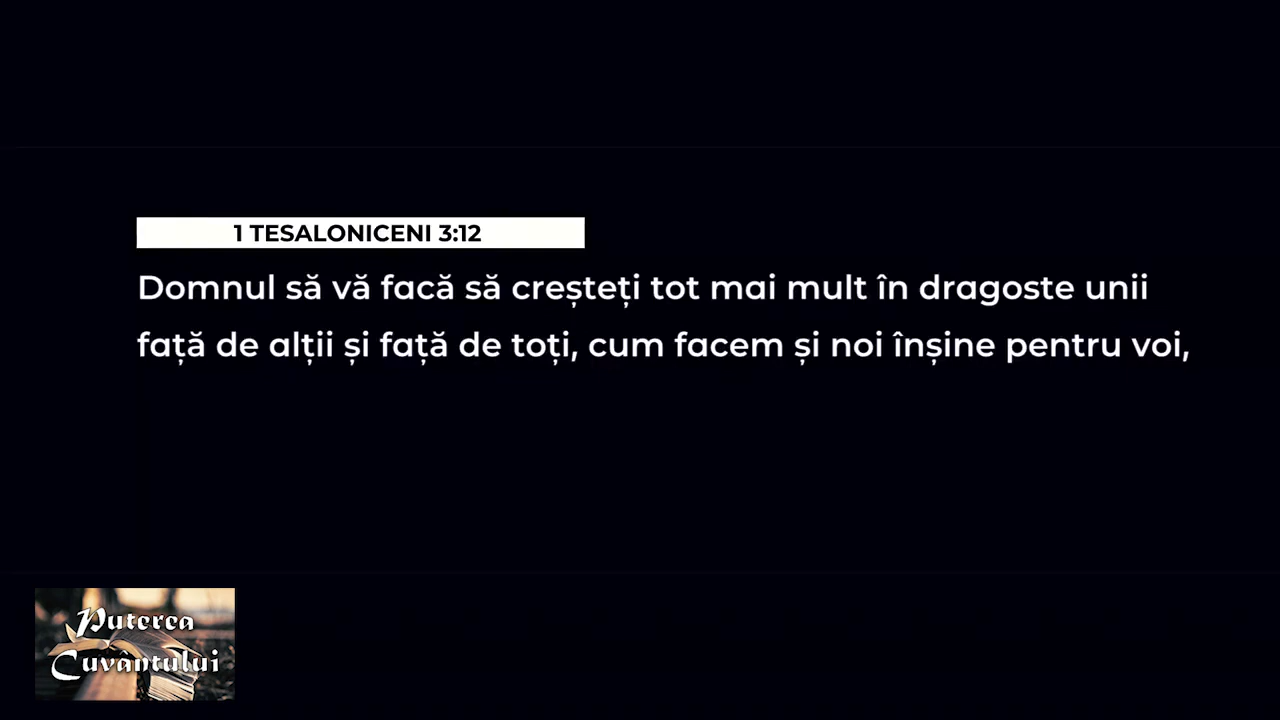 1 TESALONICENI 3:12
Domnul să vă facă să creșteți tot mai mult în dragoste unii
față de alții și față de toți, cum facem și noi înșine pentru voi,
Puterea
Cuvântului